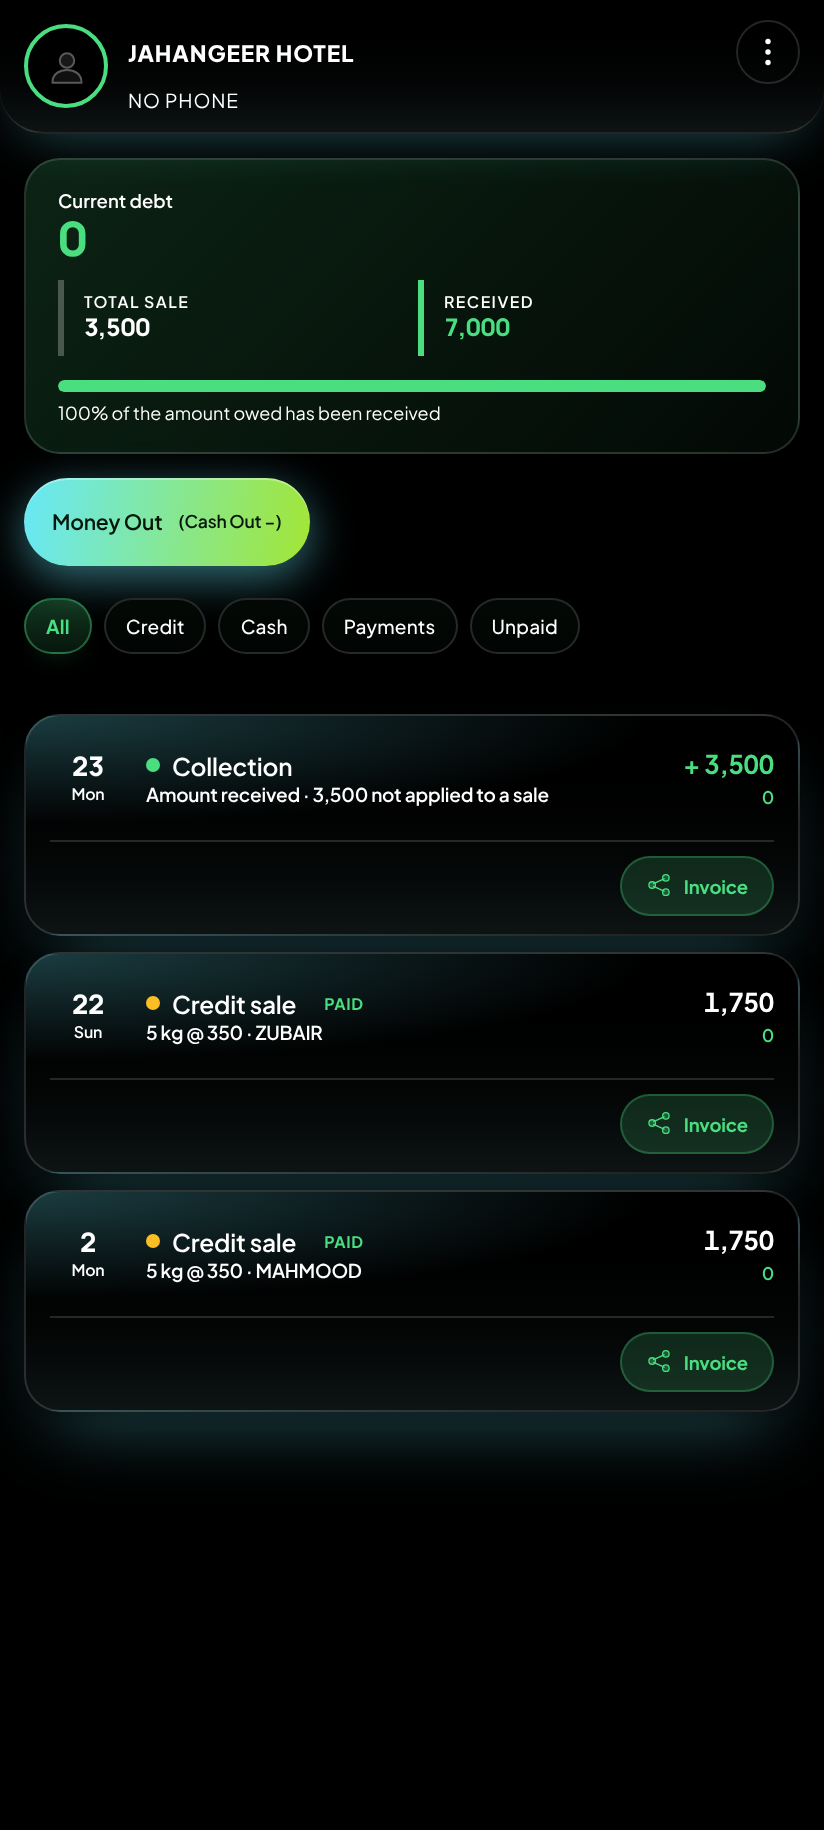 JAHANGEER HOTEL
NO PHONE
Current debt
0
TOTAL SALE
3,500
RECEIVED
7,000
100% of the amount owed has been received
Money Out (Cash Out –)
All Credit Cash Payments Unpaid
23 Collection + 3,500
Mon Amount received · 3,500 not applied to a sale 0
Invoice
22 Credit sale PAID 1,750
Sun 5 kg @ 350 · ZUBAIR 0
Invoice
2 Credit sale PAID 1,750
Mon 5 kg @ 350 · MAHMOOD 0
Invoice